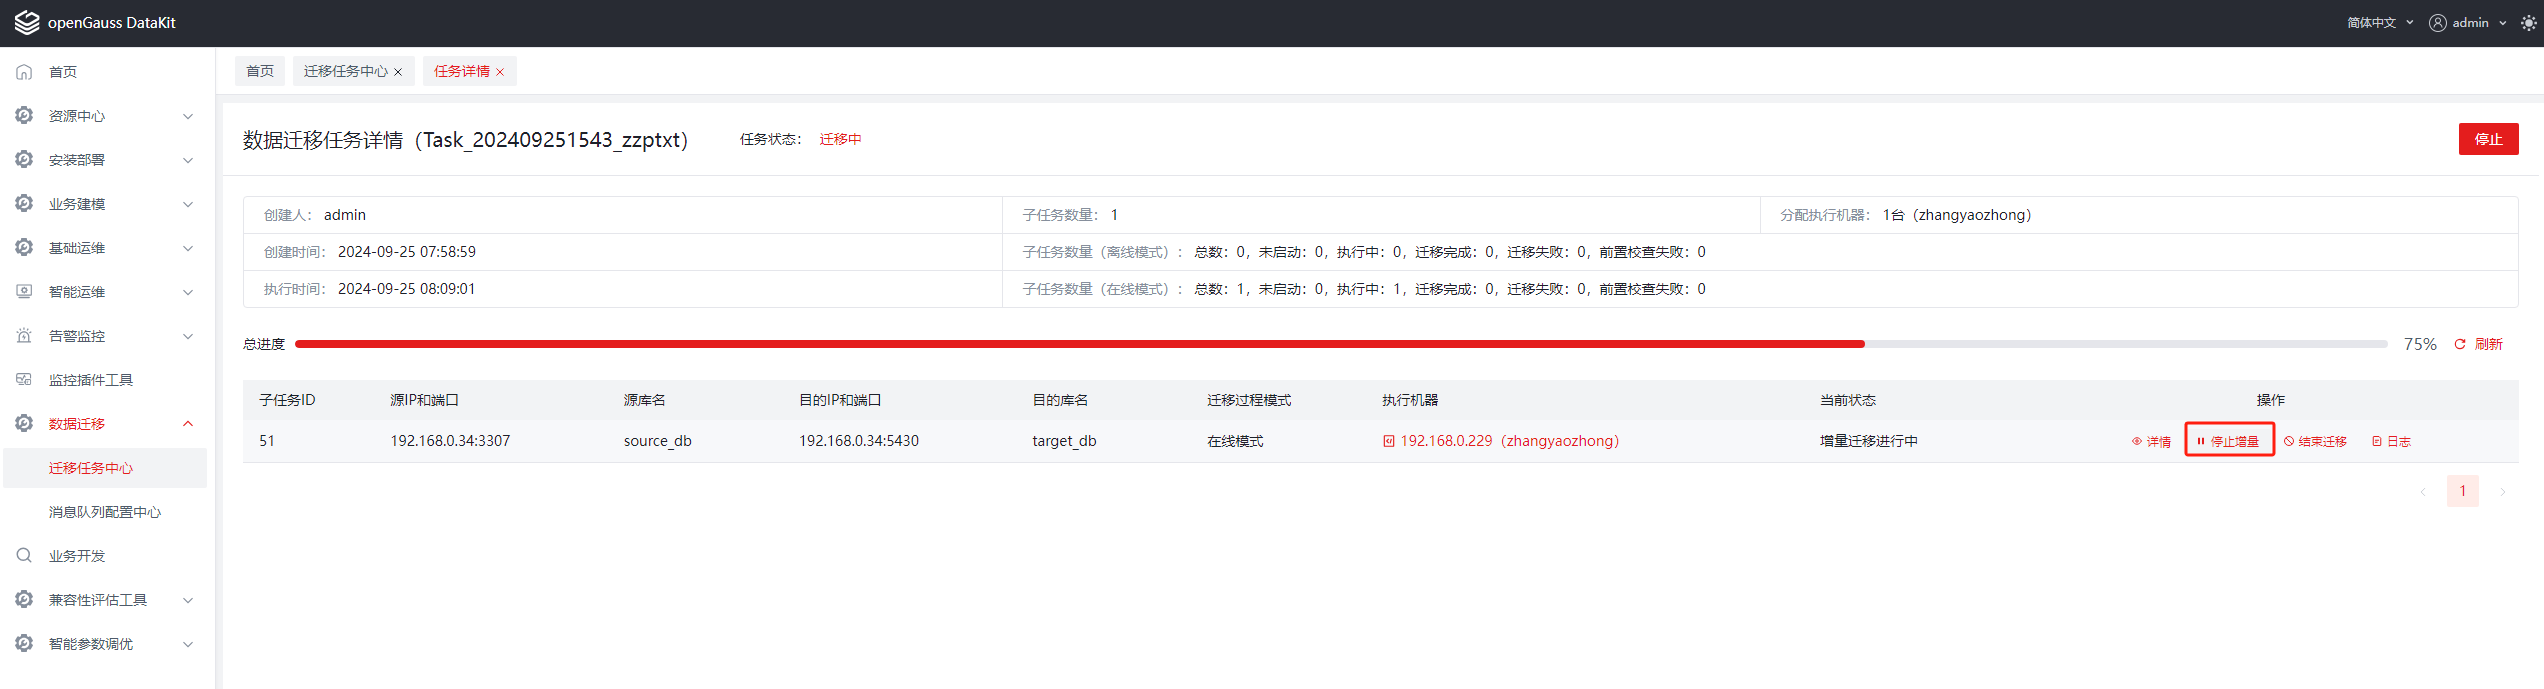 openGauss DataKit
简体中文 admin
首页
资源中心
安装部署
业务建模
基础运维
智能运维
告警监控
监控插件工具
数据迁移
迁移任务中心
消息队列配置中心
业务开发
兼容性评估工具
智能参数调优
首页 迁移任务中心 任务详情
数据迁移任务详情（Task_202409251543_zzptxt） 任务状态： 迁移中 停止
创建人： admin 子任务数量： 1 分配执行机器： 1台（zhangyaozhong）
创建时间： 2024-09-25 07:58:59 子任务数量（离线模式）： 总数：0，未启动：0，执行中：0，迁移完成：0，迁移失败：0，前置校查失败：0
执行时间： 2024-09-25 08:09:01 子任务数量（在线模式）： 总数：1，未启动：0，执行中：1，迁移完成：0，迁移失败：0，前置校查失败：0
总进度 75% 刷新
子任务ID 源IP和端口 源库名 目的IP和端口 目的库名 迁移过程模式 执行机器 当前状态 操作
51 192.168.0.34:3307 source_db 192.168.0.34:5430 target_db 在线模式 192.168.0.229（zhangyaozhong） 增量迁移进行中 详情 停止增量 结束迁移 日志
1